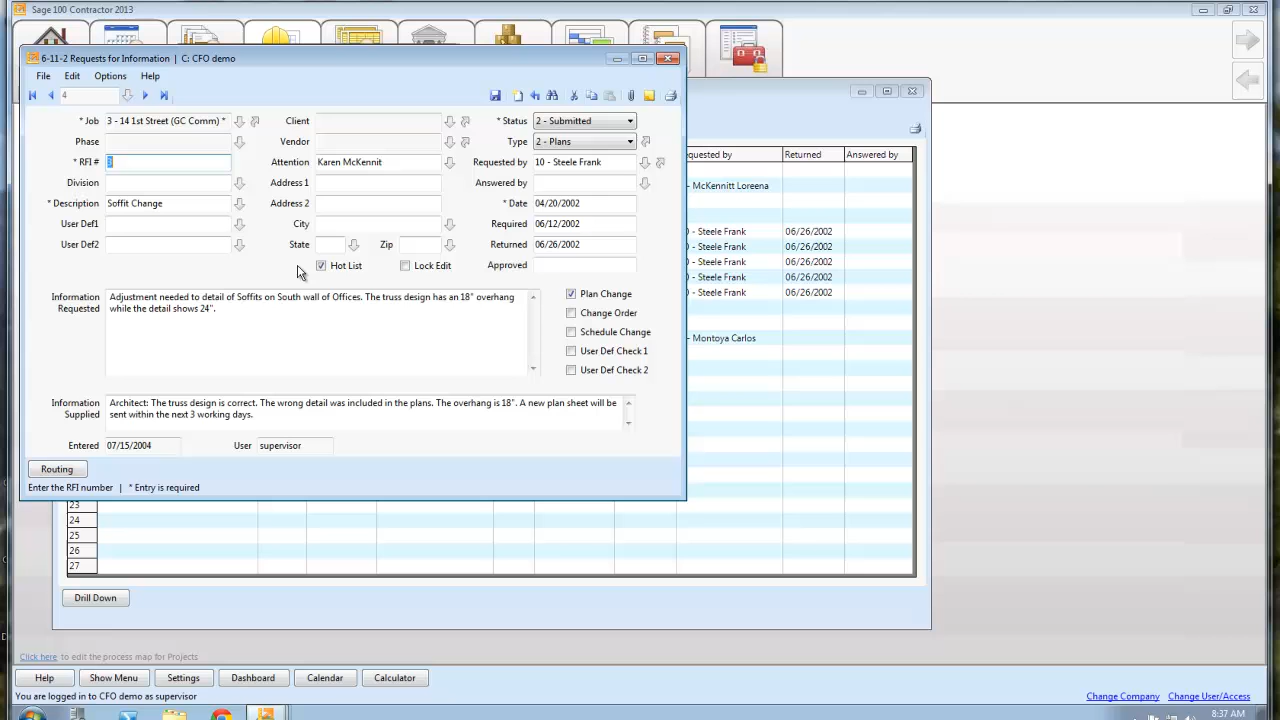 Sage 100 Contractor 2013
6-11-2 Requests for Information | C: CFO demo
File Edit Options Help
4
* Job 3 - 14 1st Street (GC Comm) * Client * Status 2 - Submitted
Phase Vendor Type 2 - Plans
* RFI # 3 Attention Karen McKennit Requested by 10 - Steele Frank
Division Address 1 Answered by
* Description Soffit Change Address 2 * Date 04/20/2002
User Def1 City Required 06/12/2002
User Def2 State Zip Returned 06/26/2002
Hot List Lock Edit Approved
Information Requested Adjustment needed to detail of Soffits on South wall of Offices. The truss design has an 18" overhang
while the detail shows 24".
Plan Change
Change Order
Schedule Change
User Def Check 1
User Def Check 2
Information Supplied Architect: The truss design is correct. The wrong detail was included in the plans. The overhang is 18". A new plan sheet will be
sent within the next 3 working days.
Entered 07/15/2004 User supervisor
Routing
Enter the RFI number | * Entry is required
equested by Returned Answered by
- McKennitt Loreena
- Steele Frank 06/26/2002
- Steele Frank 06/26/2002
- Steele Frank 06/26/2002
- Steele Frank 06/26/2002
- Steele Frank 06/26/2002
- Montoya Carlos
23
24
25
26
27
Drill Down
Click here to edit the process map for Projects
Help Show Menu Settings Dashboard Calendar Calculator
You are logged in to CFO demo as supervisor Change Company Change User/Access
8:37 AM